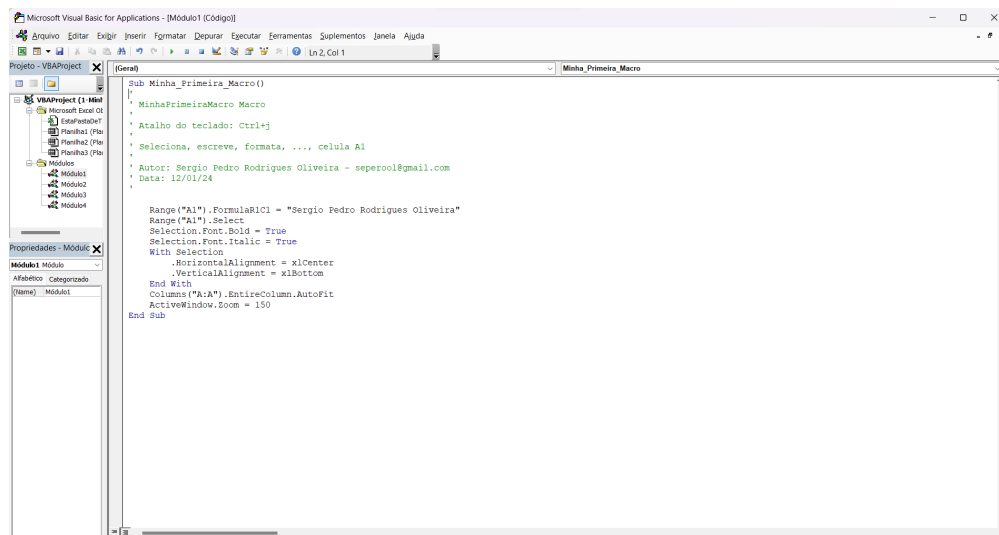 Microsoft Visual Basic for Applications - [Módulo1 (Código)]
Arquivo Editar Exibir Inserir Formatar Depurar Executar Ferramentas Suplementos Janela Ajuda
Ln 2, Col 1
Projeto - VBAProject
(Geral)
Minha_Primeira_Macro
VBAProject (1-Minh
Microsoft Excel Ob
EstaPastaDeT
Planilha1 (Plan
Planilha2 (Plan
Planilha3 (Plan
Módulos
Módulo1
Módulo2
Módulo3
Módulo4
Propriedades - Módulo
Módulo1 Módulo
Alfabético Categorizado
(Name) Módulo1
Sub Minha_Primeira_Macro()
'
' MinhaPrimeiraMacro Macro
'
' Atalho do teclado: Ctrl+j
'
' Seleciona, escreve, formata, ..., celula A1
'
' Autor: Sergio Pedro Rodrigues Oliveira - seperool@gmail.com
' Data: 12/01/24
'
Range("A1").FormulaR1C1 = "Sergio Pedro Rodrigues Oliveira"
Range("A1").Select
Selection.Font.Bold = True
Selection.Font.Italic = True
With Selection
.HorizontalAlignment = xlCenter
.VerticalAlignment = xlBottom
End With
Columns("A:A").EntireColumn.AutoFit
ActiveWindow.Zoom = 150
End Sub